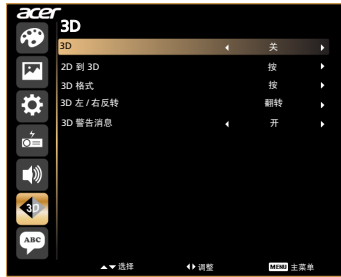 acer
3D
3D 关
2D 到 3D 按
3D 格式 按
3D 左 / 右反转 翻转
3D 警告消息 开
3D
ABC
选择 调整 MENU 主菜单